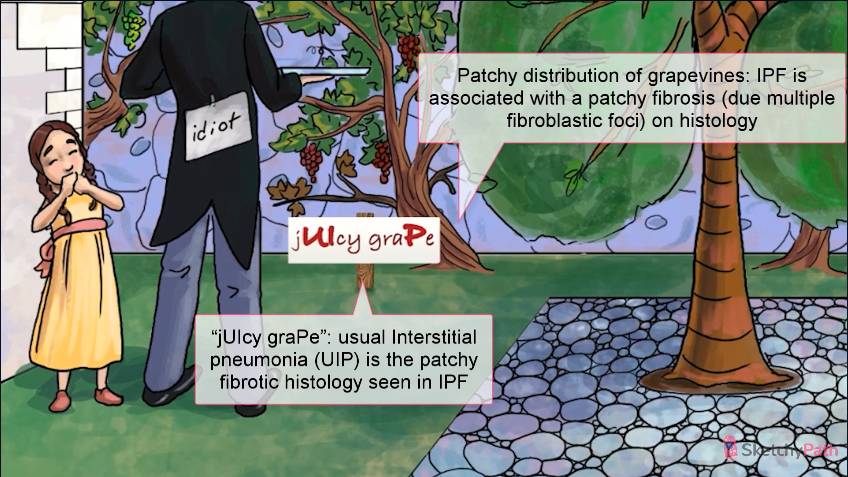 idiot
Patchy distribution of grapevines: IPF is
associated with a patchy fibrosis (due multiple
fibroblastic foci) on histology
jUIcy graPe
“jUIcy graPe”: usual Interstitial
pneumonia (UIP) is the patchy
fibrotic histology seen in IPF
SketchyPath